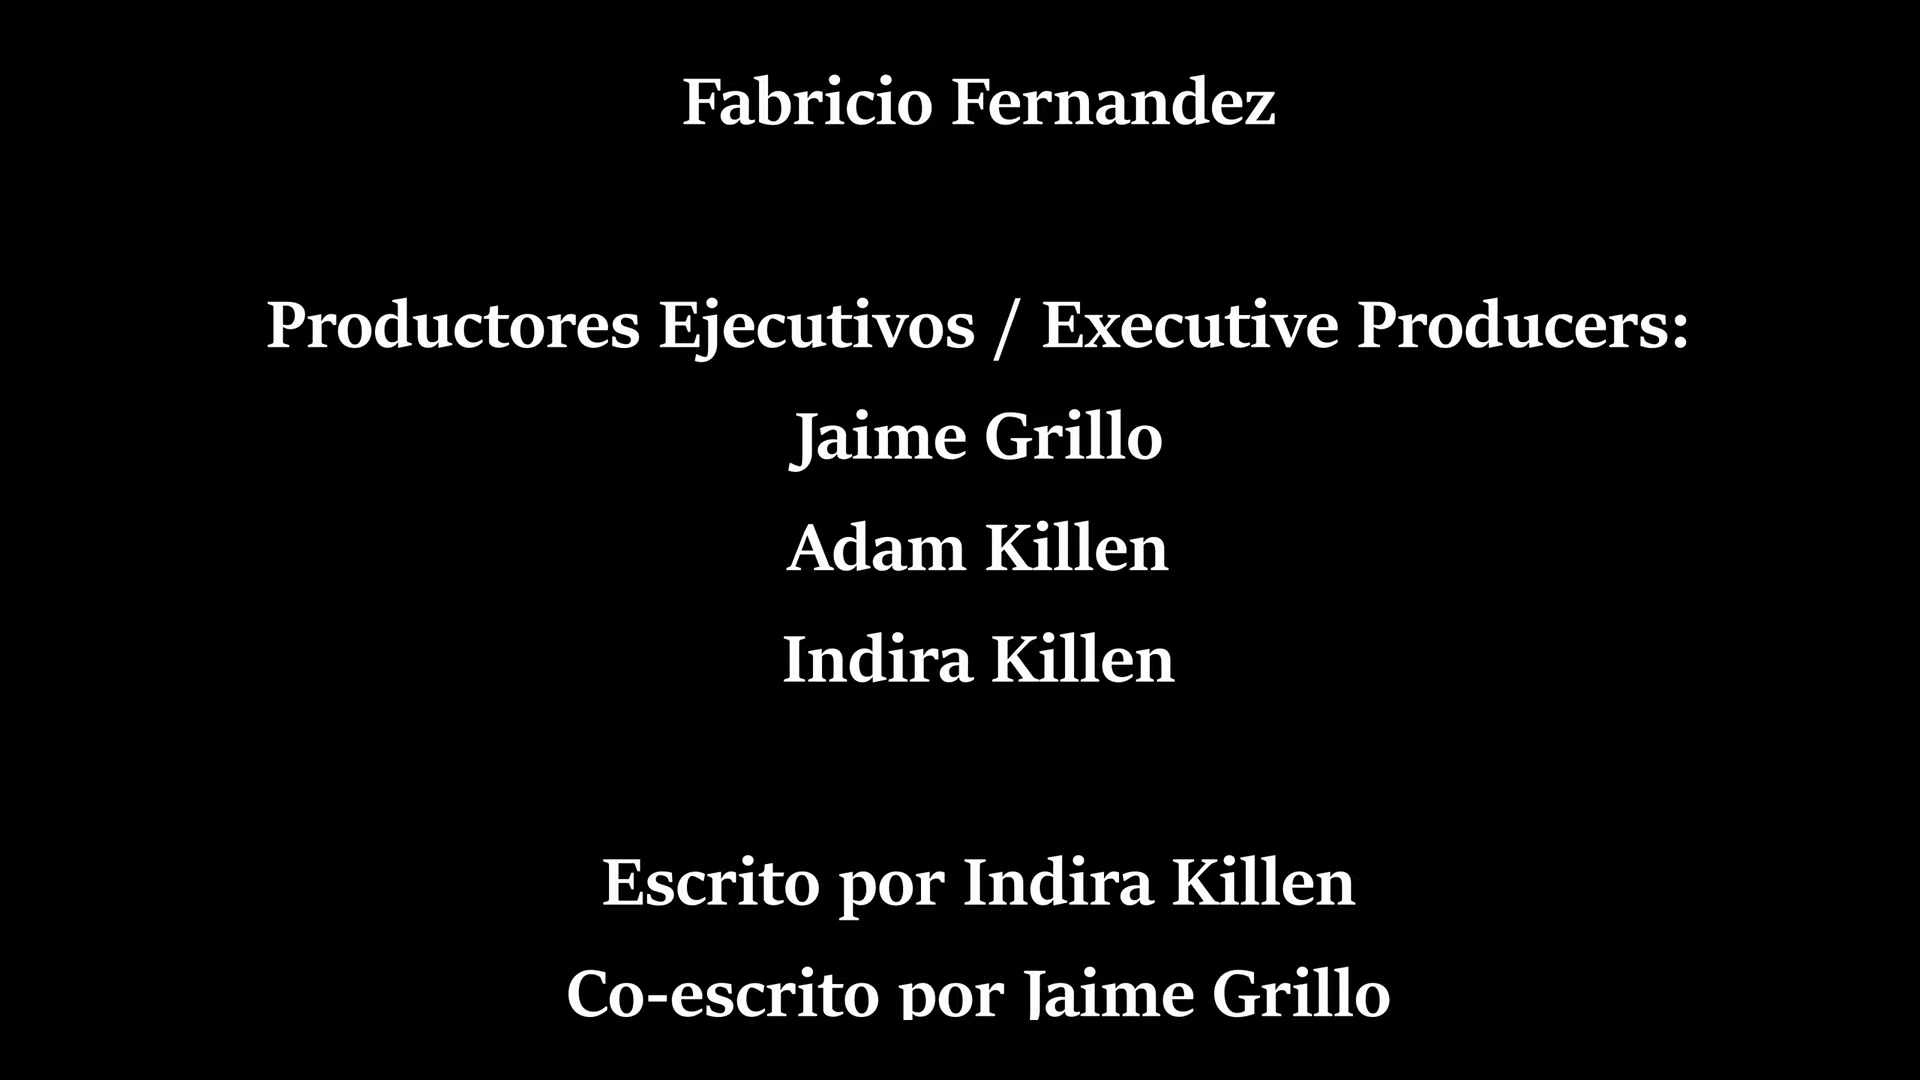 Fabricio Fernandez
Productores Ejecutivos / Executive Producers:
Jaime Grillo
Adam Killen
Indira Killen
Escrito por Indira Killen
Co-escrito por Jaime Grillo